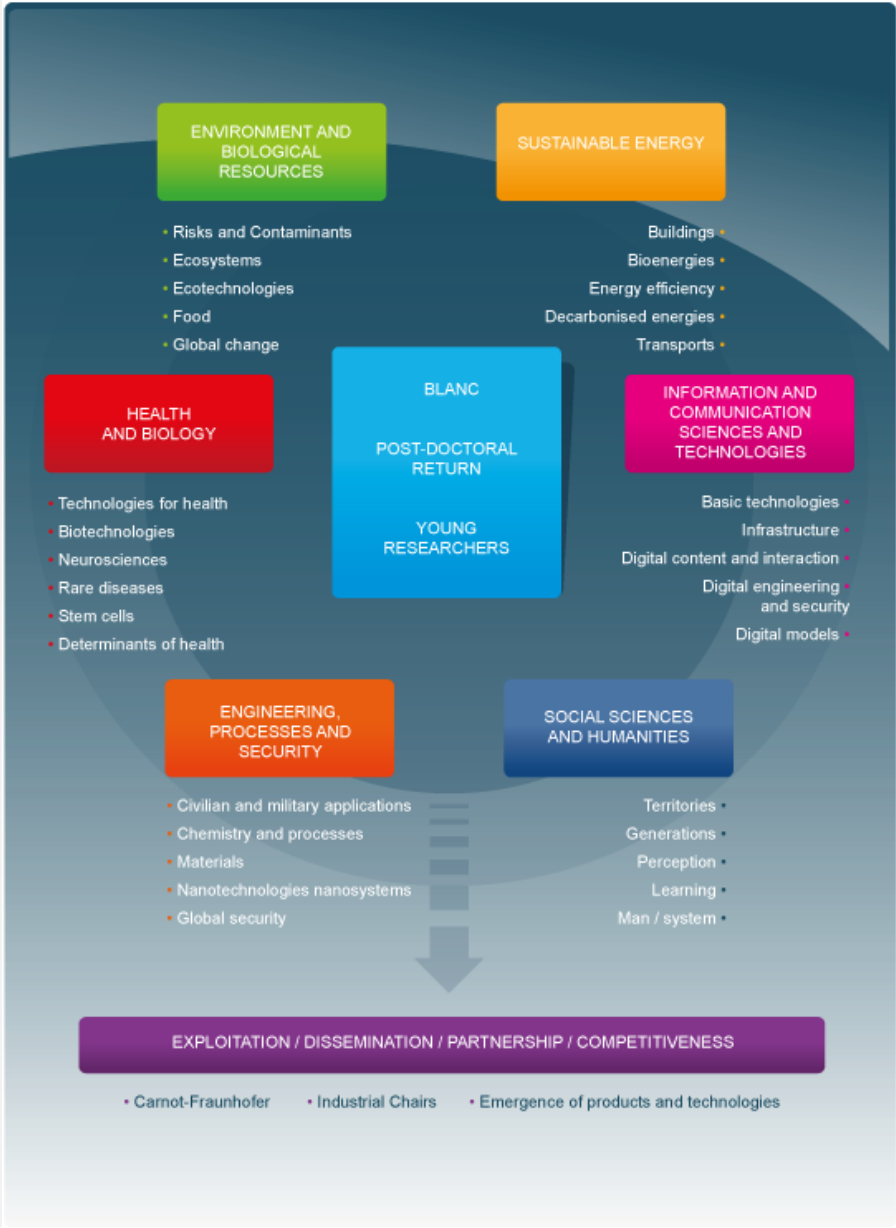 ENVIRONMENT AND
BIOLOGICAL
RESOURCES
• Risks and Contaminants
• Ecosystems
• Ecotechnologies
• Food
• Global change
SUSTAINABLE ENERGY
Buildings •
Bioenergies •
Energy efficiency •
Decarbonised energies •
Transports •
HEALTH
AND BIOLOGY
• Technologies for health
• Biotechnologies
• Neurosciences
• Rare diseases
• Stem cells
• Determinants of health
BLANC
POST-DOCTORAL
RETURN
YOUNG
RESEARCHERS
INFORMATION AND
COMMUNICATION
SCIENCES AND
TECHNOLOGIES
Basic technologies •
Infrastructure •
Digital content and interaction •
Digital engineering •
and security
Digital models •
ENGINEERING,
PROCESSES AND
SECURITY
• Civilian and military applications
• Chemistry and processes
• Materials
• Nanotechnologies nanosystems
• Global security
SOCIAL SCIENCES
AND HUMANITIES
Territories •
Generations •
Perception •
Learning •
Man / system •
EXPLOITATION / DISSEMINATION / PARTNERSHIP / COMPETITIVENESS
• Carnot-Fraunhofer • Industrial Chairs • Emergence of products and technologies